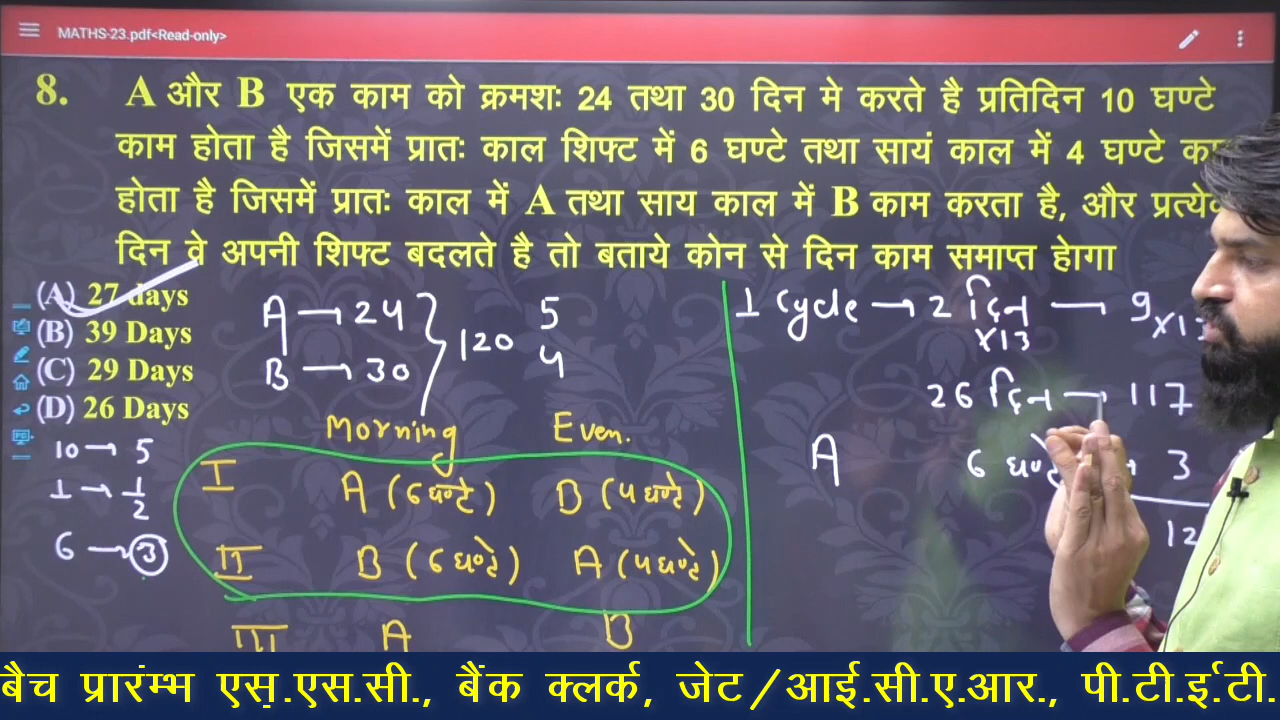 MATHS-23.pdf<Read-only>
8. A और B एक काम को क्रमशः 24 तथा 30 दिन मे करते है प्रतिदिन 10 घण्टे
काम होता है जिसमें प्रातः काल शिफ्ट में 6 घण्टे तथा सायं काल में 4 घण्टे
होता है जिसमें प्रातः काल में A तथा साय काल में B काम करता है, और
दिन वे अपनी शिफ्ट बदलते है तो बताये कोन से दिन काम समाप्त हेागा
(A) 27 days
(B) 39 Days
(C) 29 Days
(D) 26 Days
A → 24
B → 30
120
5
4
Morning Even.
I A (6 घण्टे) B (4 घण्टे)
II B (6 घण्टे) A (4 घण्टे)
III A B
10 → 5
1 → 1/2
6 → 3
1 Cycle → 2 दिन — 9
×13 ×13
26 दिन → 117
A 6 3
12
बैच प्रारंम्भ एस.एस.सी., बैंक क्लर्क, जेट/आई.सी.ए.आर., पी.टी.ई.टी.